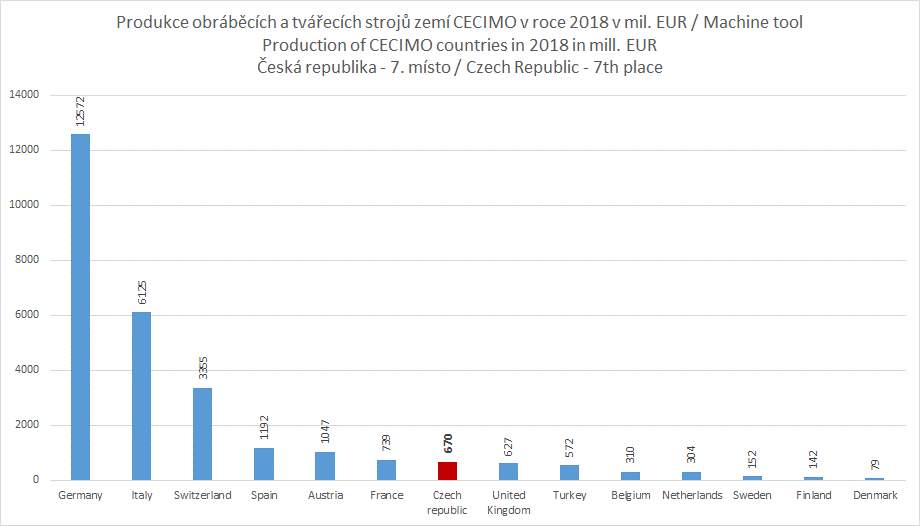 Produkce obráběcích a tvářecích strojů zemí CECIMO v roce 2018 v mil. EUR / Machine tool
Production of CECIMO countries in 2018 in mill. EUR
Česká republika - 7. místo / Czech Republic - 7th place
14000
12000
10000
8000
6000
4000
2000
0
12572
6125
3355
1192
1047
739
670
627
572
310
304
152
142
79
Germany
Italy
Switzerland
Spain
Austria
France
Czech
republic
United
Kingdom
Turkey
Belgium
Netherlands
Sweden
Finland
Denmark